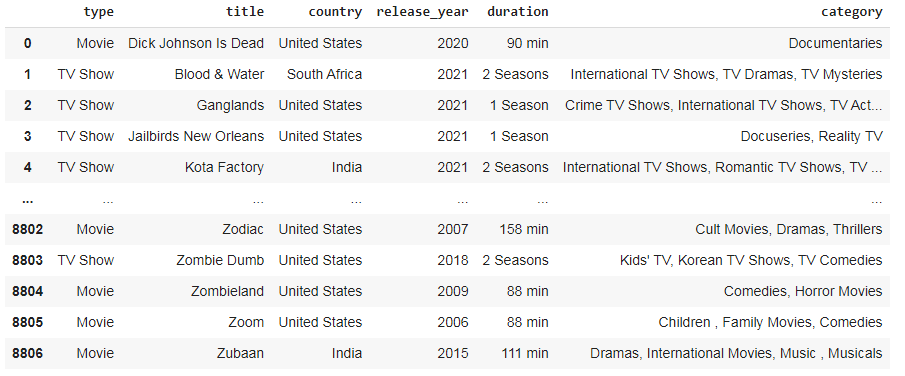 type title country release_year duration category
0 Movie Dick Johnson Is Dead United States 2020 90 min Documentaries
1 TV Show Blood & Water South Africa 2021 2 Seasons International TV Shows, TV Dramas, TV Mysteries
2 TV Show Ganglands United States 2021 1 Season Crime TV Shows, International TV Shows, TV Act...
3 TV Show Jailbirds New Orleans United States 2021 1 Season Docuseries, Reality TV
4 TV Show Kota Factory India 2021 2 Seasons International TV Shows, Romantic TV Shows, TV ...
... ... ... ... ... ... ...
8802 Movie Zodiac United States 2007 158 min Cult Movies, Dramas, Thrillers
8803 TV Show Zombie Dumb United States 2018 2 Seasons Kids' TV, Korean TV Shows, TV Comedies
8804 Movie Zombieland United States 2009 88 min Comedies, Horror Movies
8805 Movie Zoom United States 2006 88 min Children , Family Movies, Comedies
8806 Movie Zubaan India 2015 111 min Dramas, International Movies, Music , Musicals